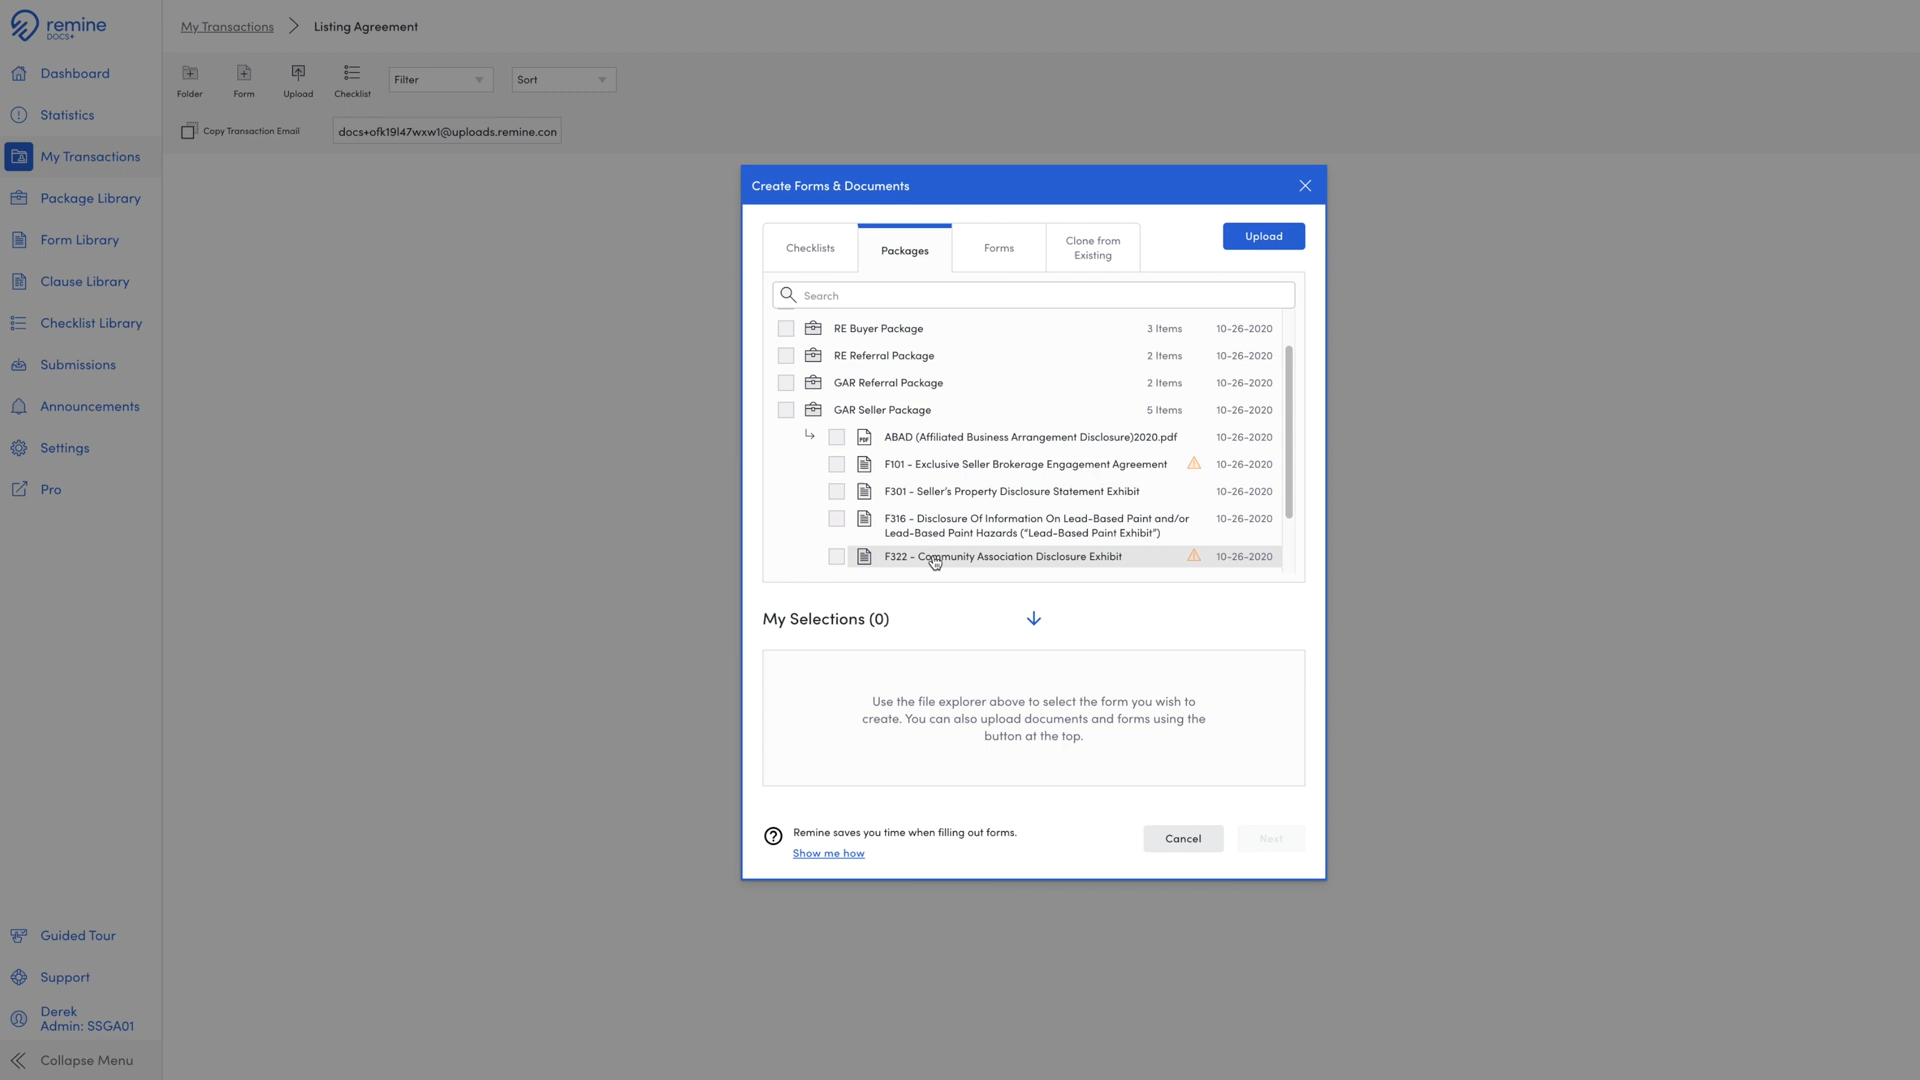 remine
DOCS+
Dashboard
Statistics
My Transactions
Package Library
Form Library
Clause Library
Checklist Library
Submissions
Announcements
Settings
Pro
Guided Tour
Support
Derek
Admin: SSGA01
Collapse Menu
My Transactions
Listing Agreement
Folder
Form
Upload
Checklist
Filter
Sort
Copy Transaction Email
docs+ofk19l47wxw1@uploads.remine.con
Create Forms & Documents
Checklists
Packages
Forms
Clone from
Existing
Upload
Search
RE Buyer Package 3 Items 10-26-2020
RE Referral Package 2 Items 10-26-2020
GAR Referral Package 2 Items 10-26-2020
GAR Seller Package 5 Items 10-26-2020
PDF ABAD (Affiliated Business Arrangement Disclosure)2020.pdf 10-26-2020
F101 - Exclusive Seller Brokerage Engagement Agreement 10-26-2020
F301 - Seller's Property Disclosure Statement Exhibit 10-26-2020
F316 - Disclosure Of Information On Lead-Based Paint and/or 10-26-2020
Lead-Based Paint Hazards ("Lead-Based Paint Exhibit")
F322 - Community Association Disclosure Exhibit 10-26-2020
My Selections (0)
Use the file explorer above to select the form you wish to
create. You can also upload documents and forms using the
button at the top.
Remine saves you time when filling out forms.
Show me how
Cancel
Next